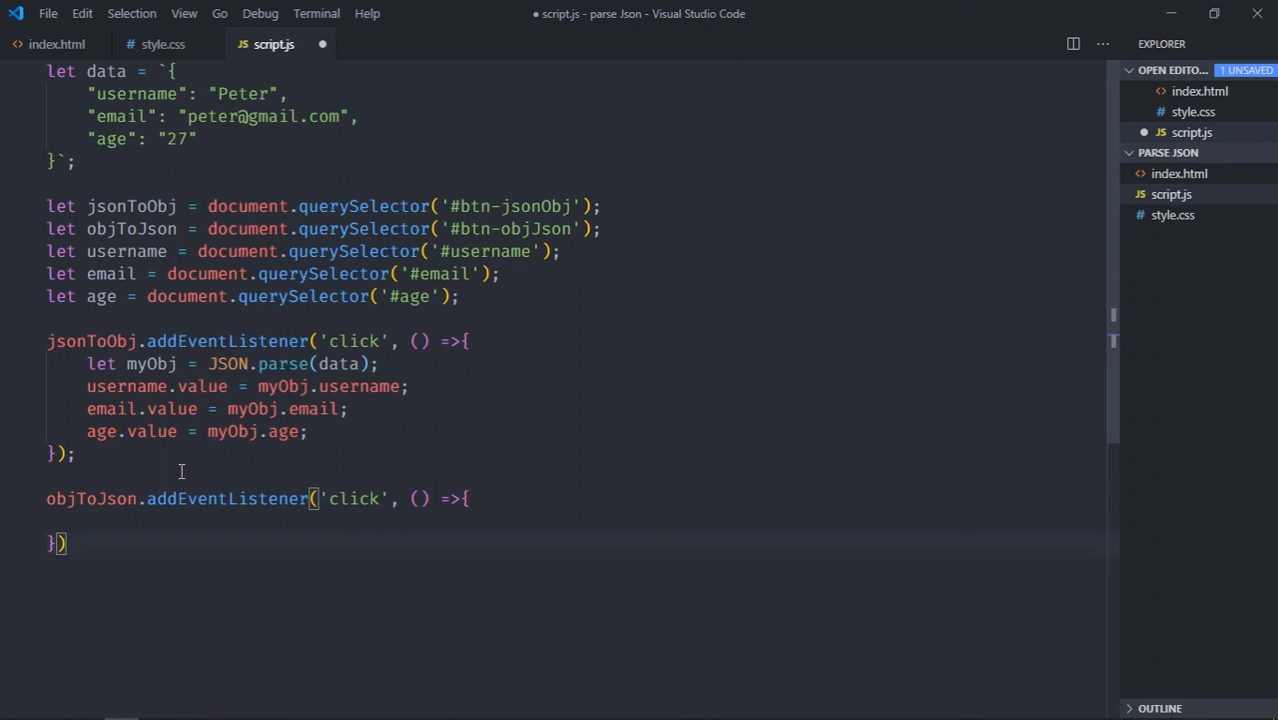 File Edit Selection View Go Debug Terminal Help ● script.js - parse Json - Visual Studio Code
<> index.html # style.css JS script.js ● ··· EXPLORER
let data = `{
"username": "Peter",
"email": "peter@gmail.com",
"age": "27"
}`;
let jsonToObj = document.querySelector('#btn-jsonObj');
let objToJson = document.querySelector('#btn-objJson');
let username = document.querySelector('#username');
let email = document.querySelector('#email');
let age = document.querySelector('#age');
jsonToObj.addEventListener('click', () =>{
let myObj = JSON.parse(data);
username.value = myObj.username;
email.value = myObj.email;
age.value = myObj.age;
});
objToJson.addEventListener('click', () =>{
})
OPEN EDITO... 1 UNSAVED
<> index.html
# style.css
● JS script.js
PARSE JSON
<> index.html
JS script.js
# style.css
OUTLINE